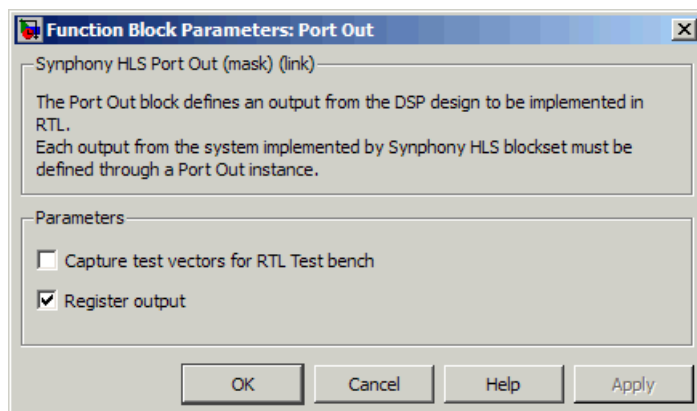 Function Block Parameters: Port Out
Synphony HLS Port Out (mask) (link)
The Port Out block defines an output from the DSP design to be implemented in
RTL.
Each output from the system implemented by Synphony HLS blockset must be
defined through a Port Out instance.
Parameters
Capture test vectors for RTL Test bench
Register output
OK Cancel Help Apply